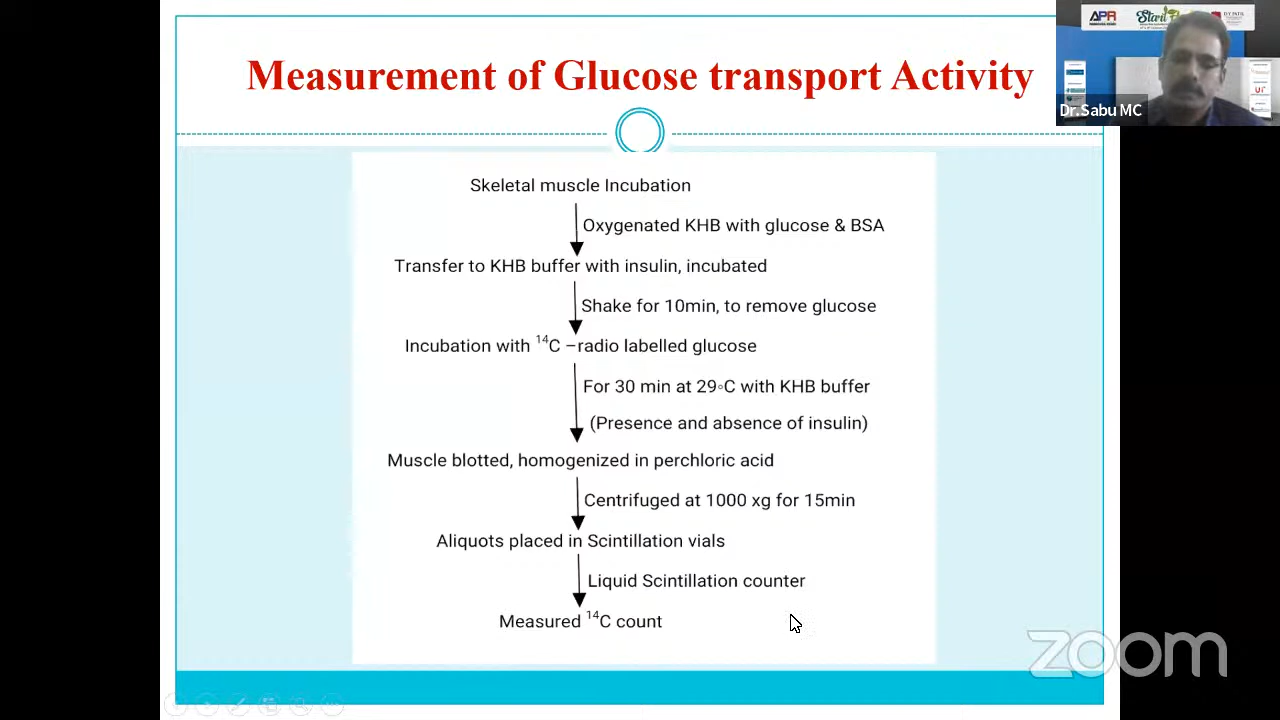 Measurement of Glucose transport Activity
APR
Dr.Sabu MC
Skeletal muscle Incubation
Oxygenated KHB with glucose & BSA
Transfer to KHB buffer with insulin, incubated
Shake for 10min, to remove glucose
Incubation with ¹⁴C –radio labelled glucose
For 30 min at 29◦C with KHB buffer
(Presence and absence of insulin)
Muscle blotted, homogenized in perchloric acid
Centrifuged at 1000 xg for 15min
Aliquots placed in Scintillation vials
Liquid Scintillation counter
Measured ¹⁴C count
zoom